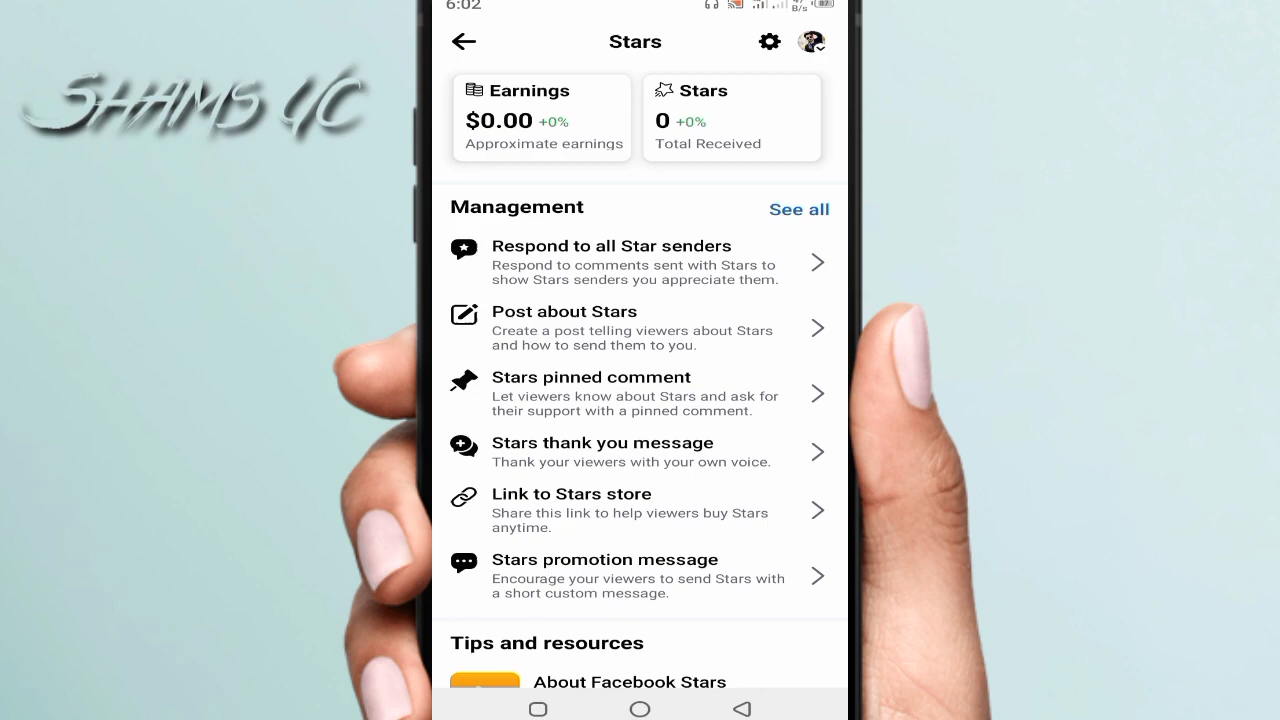 6:02
B/s
87
Stars
SHAMS YC
Earnings
Stars
$0.00 +0%
0 +0%
Approximate earnings
Total Received
Management
See all
Respond to all Star senders
Respond to comments sent with Stars to
show Stars senders you appreciate them.
Post about Stars
Create a post telling viewers about Stars
and how to send them to you.
Stars pinned comment
Let viewers know about Stars and ask for
their support with a pinned comment.
Stars thank you message
Thank your viewers with your own voice.
Link to Stars store
Share this link to help viewers buy Stars
anytime.
Stars promotion message
Encourage your viewers to send Stars with
a short custom message.
Tips and resources
About Facebook Stars